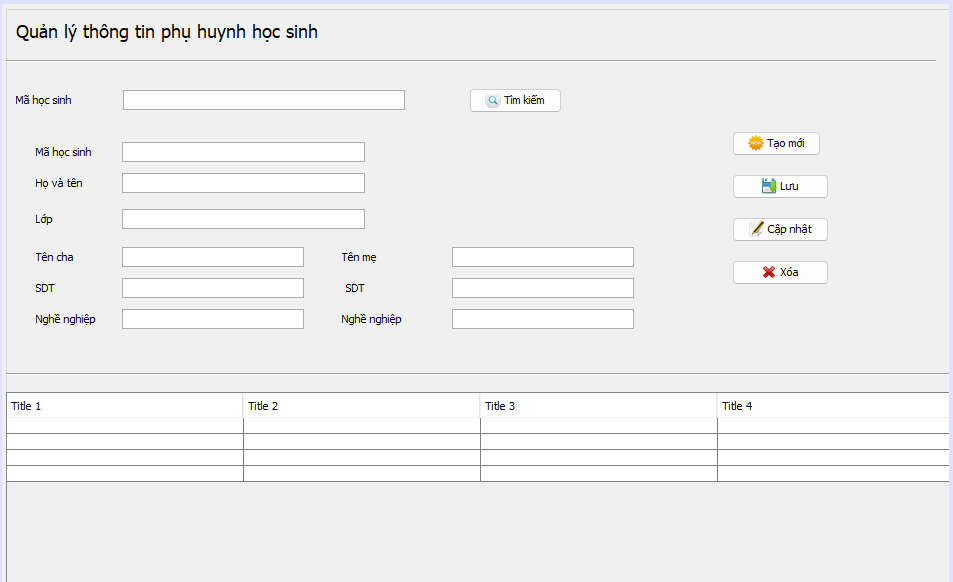 Quản lý thông tin phụ huynh học sinh
Mã học sinh
Tìm kiếm
Mã học sinh
Tạo mới
Họ và tên
Lưu
Lớp
Cập nhật
Tên cha Tên mẹ
Xóa
SDT SDT
Nghề nghiệp Nghề nghiệp
Title 1 Title 2 Title 3 Title 4